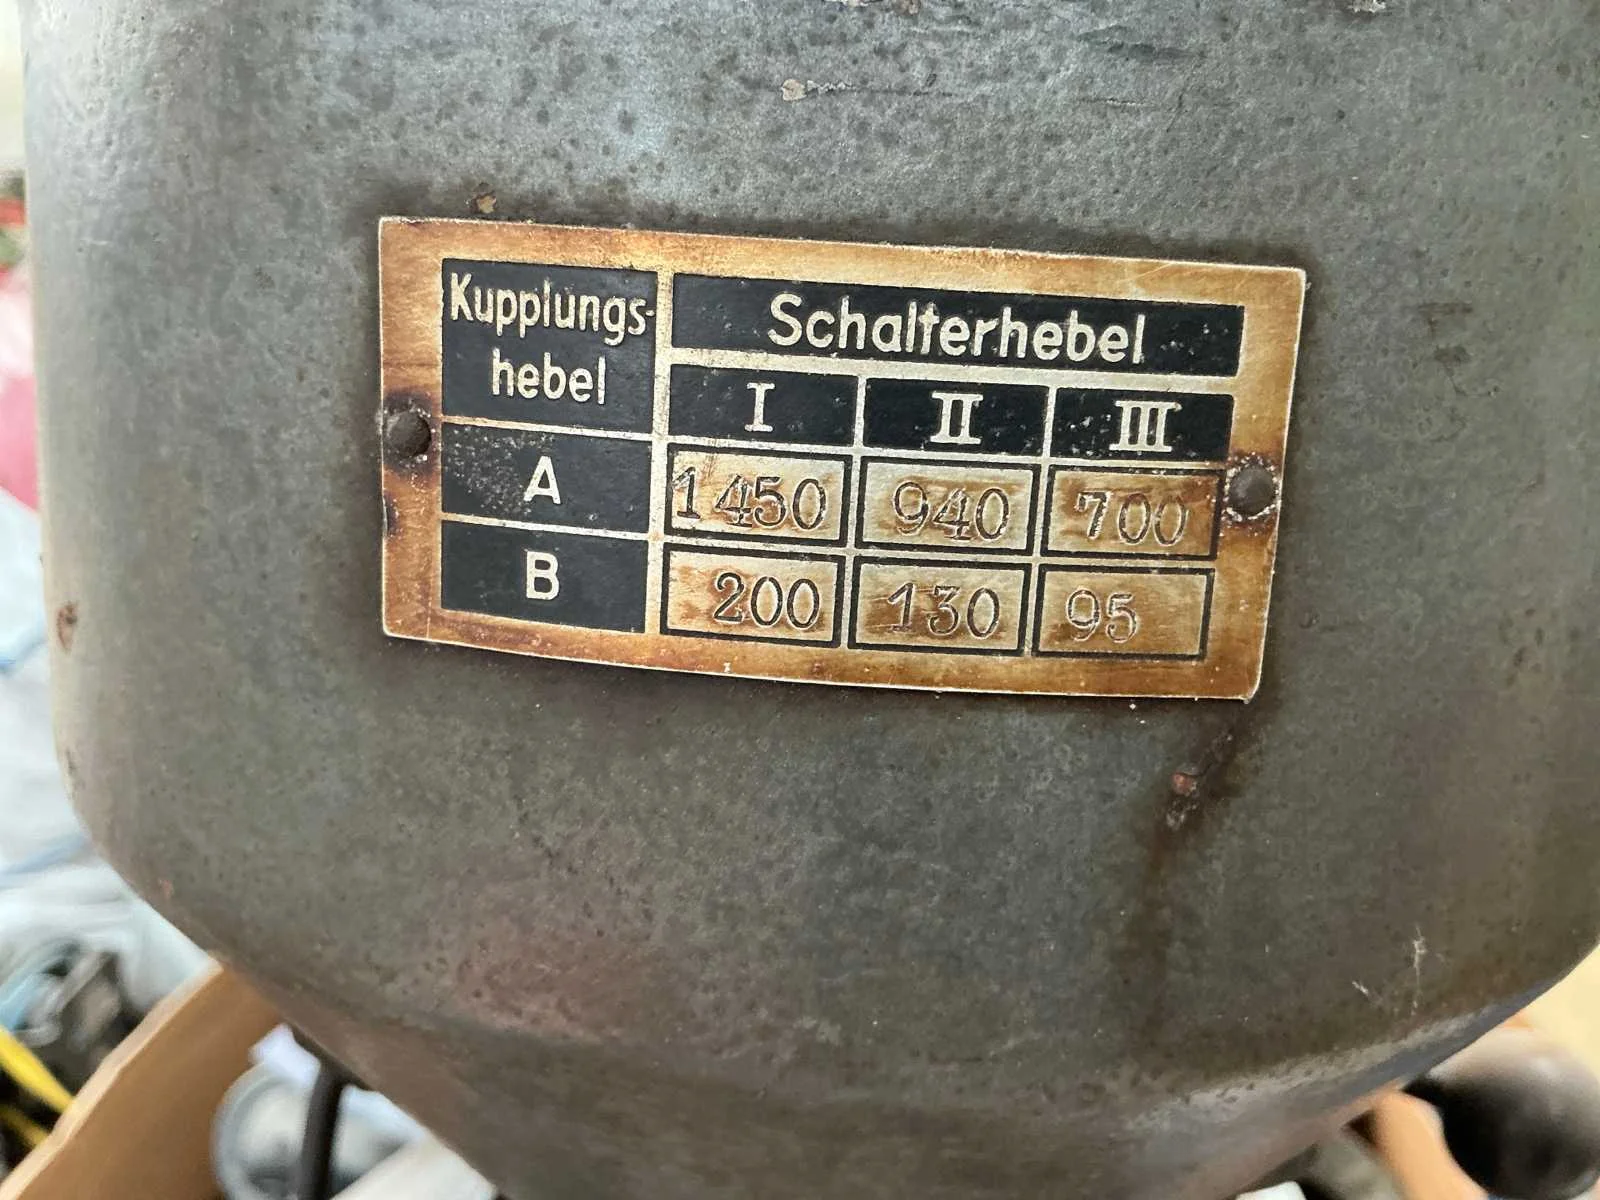 Kupplungs-
hebel
Schalterhebel
I II III
A 1450 940 700
B 200 130 95